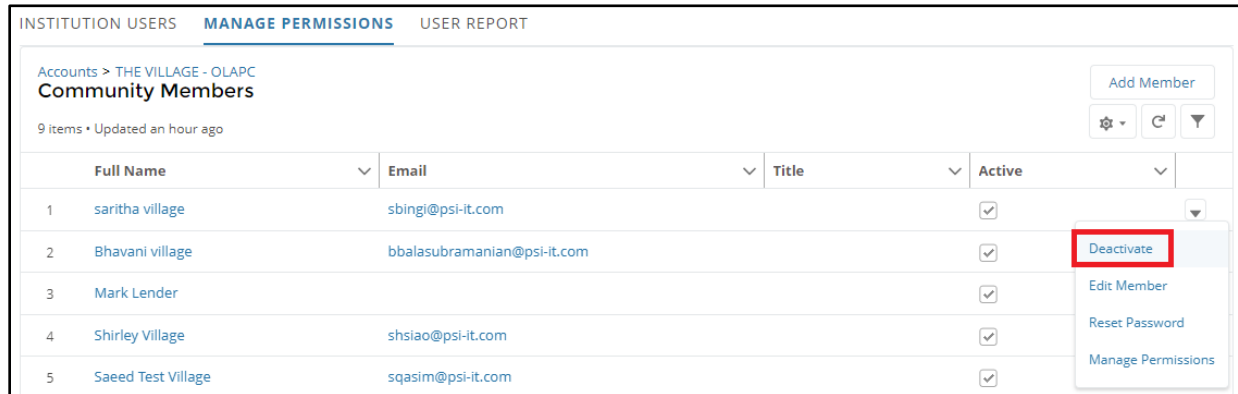 INSTITUTION USERS MANAGE PERMISSIONS USER REPORT
Accounts > THE VILLAGE - OLAPC
Community Members
Add Member
9 items • Updated an hour ago
Full Name Email Title Active
1 saritha village sbingi@psi-it.com
2 Bhavani village bbalasubramanian@psi-it.com
3 Mark Lender
4 Shirley Village shsiao@psi-it.com
5 Saeed Test Village sqasim@psi-it.com
Deactivate
Edit Member
Reset Password
Manage Permissions